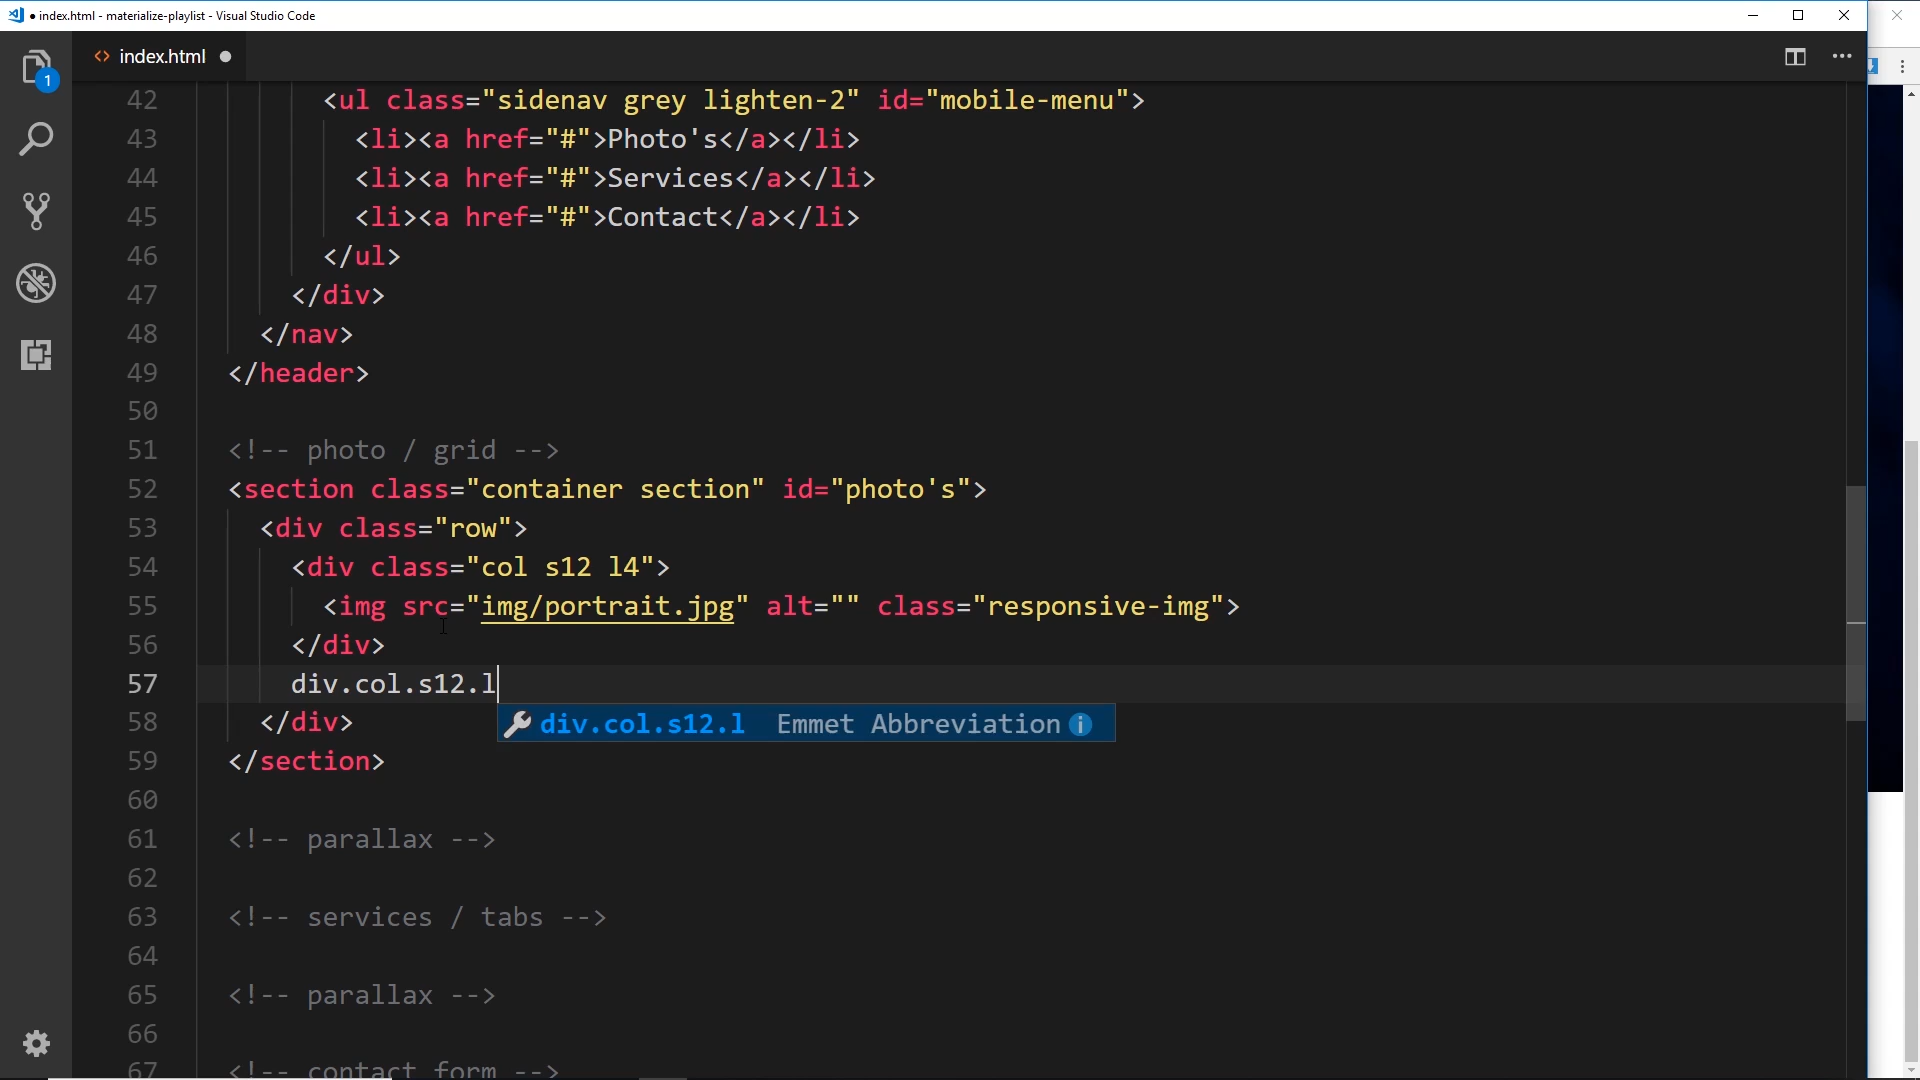 ● index.html - materialize-playlist - Visual Studio Code
1
<> index.html ●
42 <ul class="sidenav grey lighten-2" id="mobile-menu">
43 <li><a href="#">Photo's</a></li>
44 <li><a href="#">Services</a></li>
45 <li><a href="#">Contact</a></li>
46 </ul>
47 </div>
48 </nav>
49 </header>
50
51 <!-- photo / grid -->
52 <section class="container section" id="photo's">
53 <div class="row">
54 <div class="col s12 l4">
55 <img src="img/portrait.jpg" alt="" class="responsive-img">
56 </div>
57 div.col.s12.l
58 </div>
div.col.s12.l Emmet Abbreviation
59 </section>
60
61 <!-- parallax -->
62
63 <!-- services / tabs -->
64
65 <!-- parallax -->
66
67 <!-- contact form -->